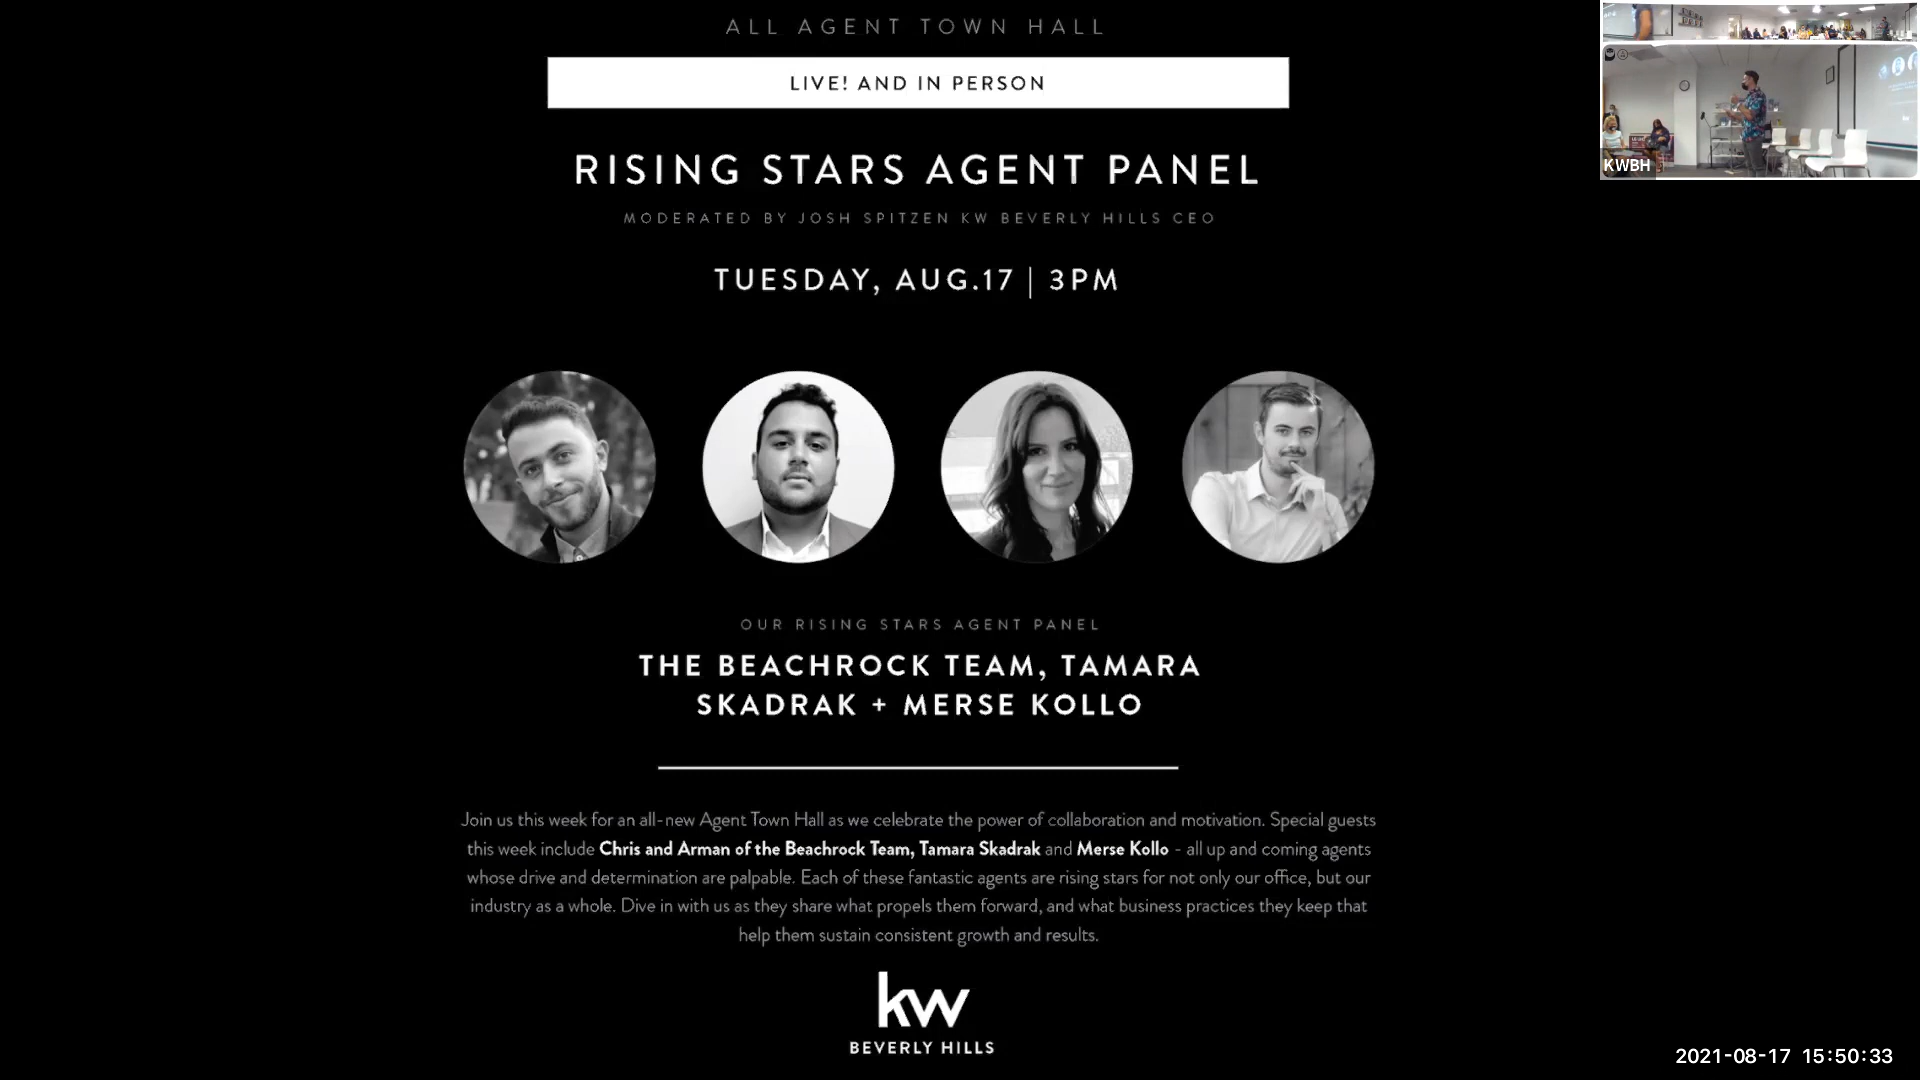 ALL AGENT TOWN HALL
LIVE! AND IN PERSON
RISING STARS AGENT PANEL
MODERATED BY JOSH SPITZEN KW BEVERLY HILLS CEO
TUESDAY, AUG.17 | 3PM
OUR RISING STARS AGENT PANEL
THE BEACHROCK TEAM, TAMARA
SKADRAK + MERSE KOLLO
Join us this week for an all-new Agent Town Hall as we celebrate the power of collaboration and motivation. Special guests
this week include Chris and Arman of the Beachrock Team, Tamara Skadrak and Merse Kollo - all up and coming agents
whose drive and determination are palpable. Each of these fantastic agents are rising stars for not only our office, but our
industry as a whole. Dive in with us as they share what propels them forward, and what business practices they keep that
help them sustain consistent growth and results.
kw
BEVERLY HILLS
KWBH
2021-08-17 15:50:33